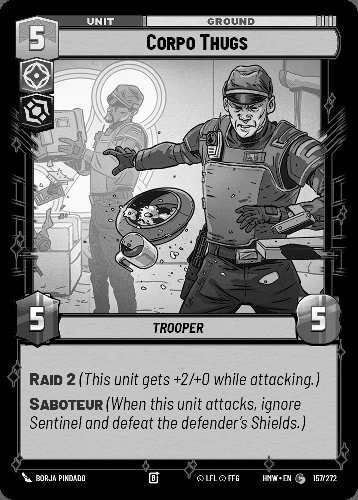 UNIT
GROUND
5
CORPO THUGS
5
5
TROOPER
RAID 2 (This unit gets +2/+0 while attacking.)
SABOTEUR (When this unit attacks, ignore
Sentinel and defeat the defender's Shields.)
BORJA PINDADO
© LFL © FFG
HMW • EN
157/272